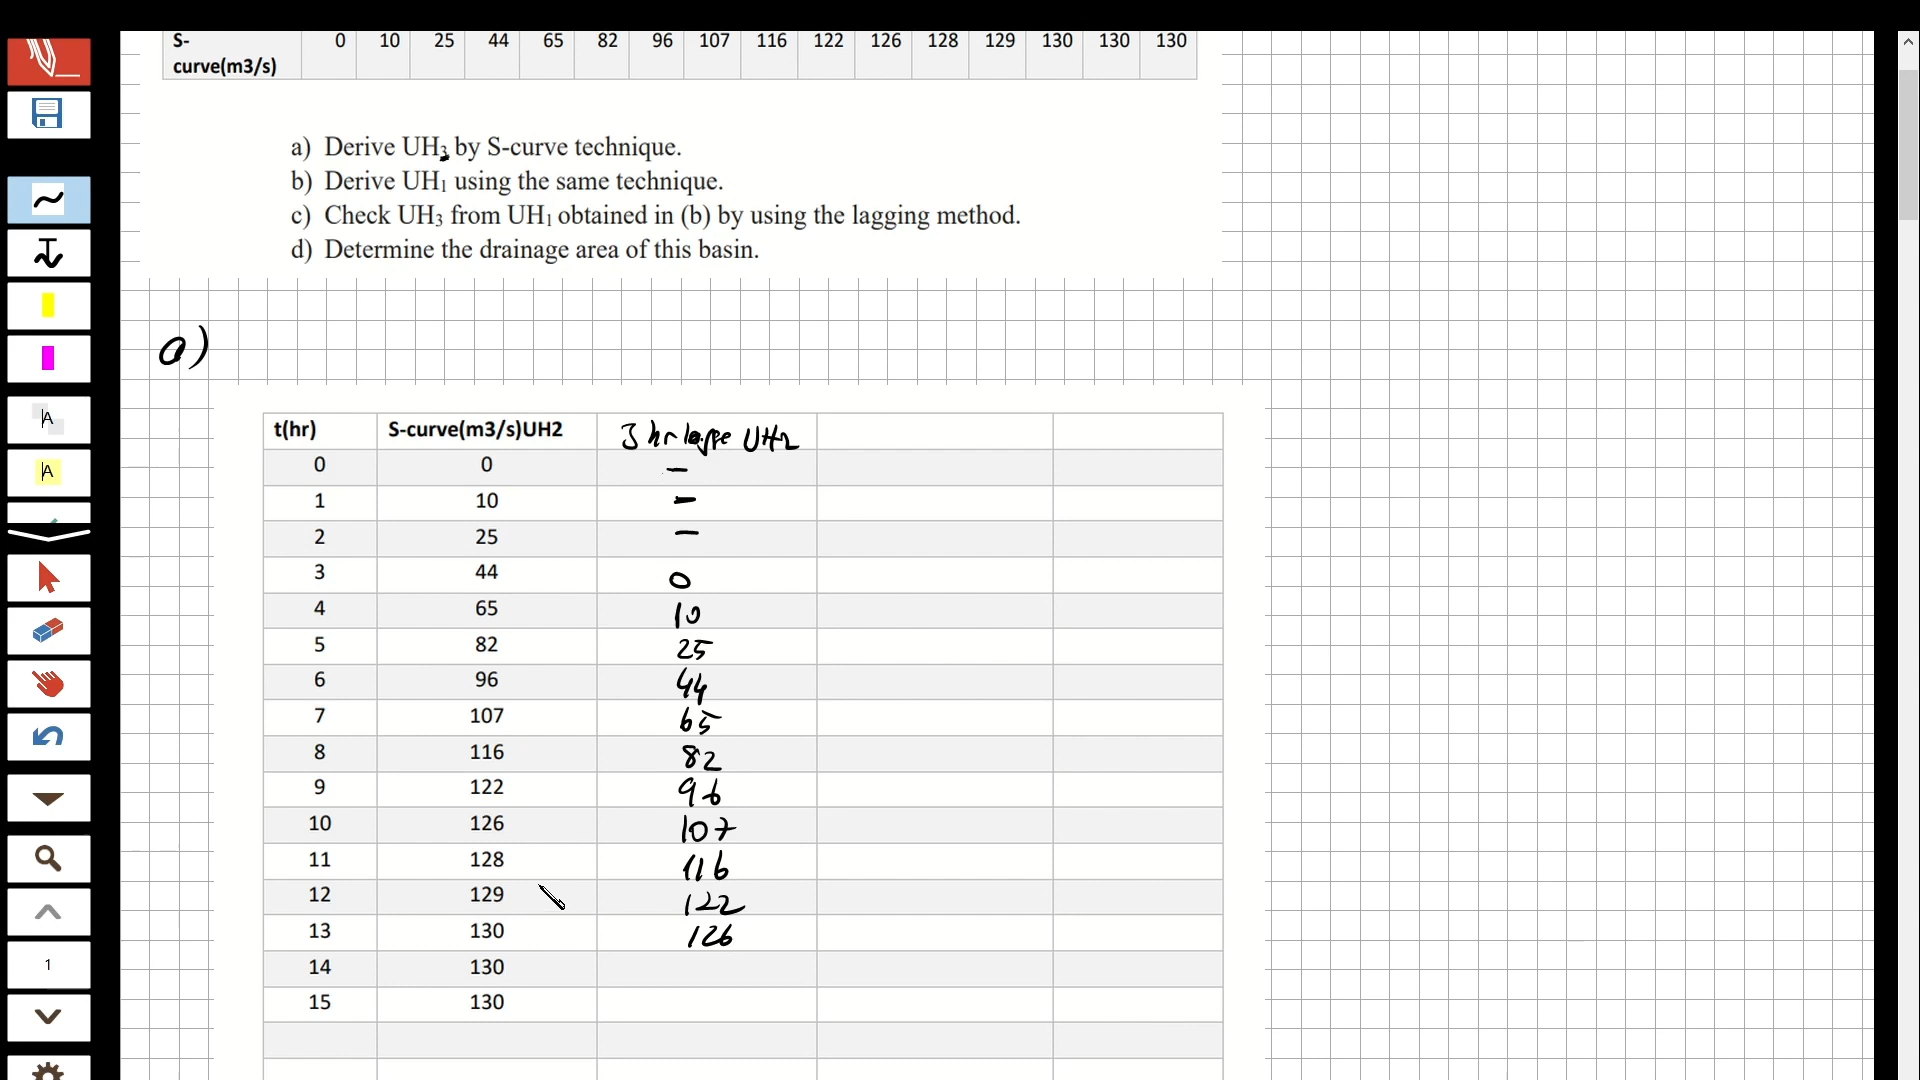 S- 0 10 25 44 65 82 96 107 116 122 126 128 129 130 130 130
curve(m3/s)
a) Derive UH3 by S-curve technique.
b) Derive UH1 using the same technique.
c) Check UH3 from UH1 obtained in (b) by using the lagging method.
d) Determine the drainage area of this basin.
a)
t(hr) S-curve(m3/s)UH2 3 hr UH2
0 0 –
1 10 –
2 25 –
3 44 0
4 65 10
5 82 25
6 96 44
7 107 65
8 116 82
9 122 96
10 126 107
11 128 116
12 129 122
13 130 126
14 130
15 130
A
A
1